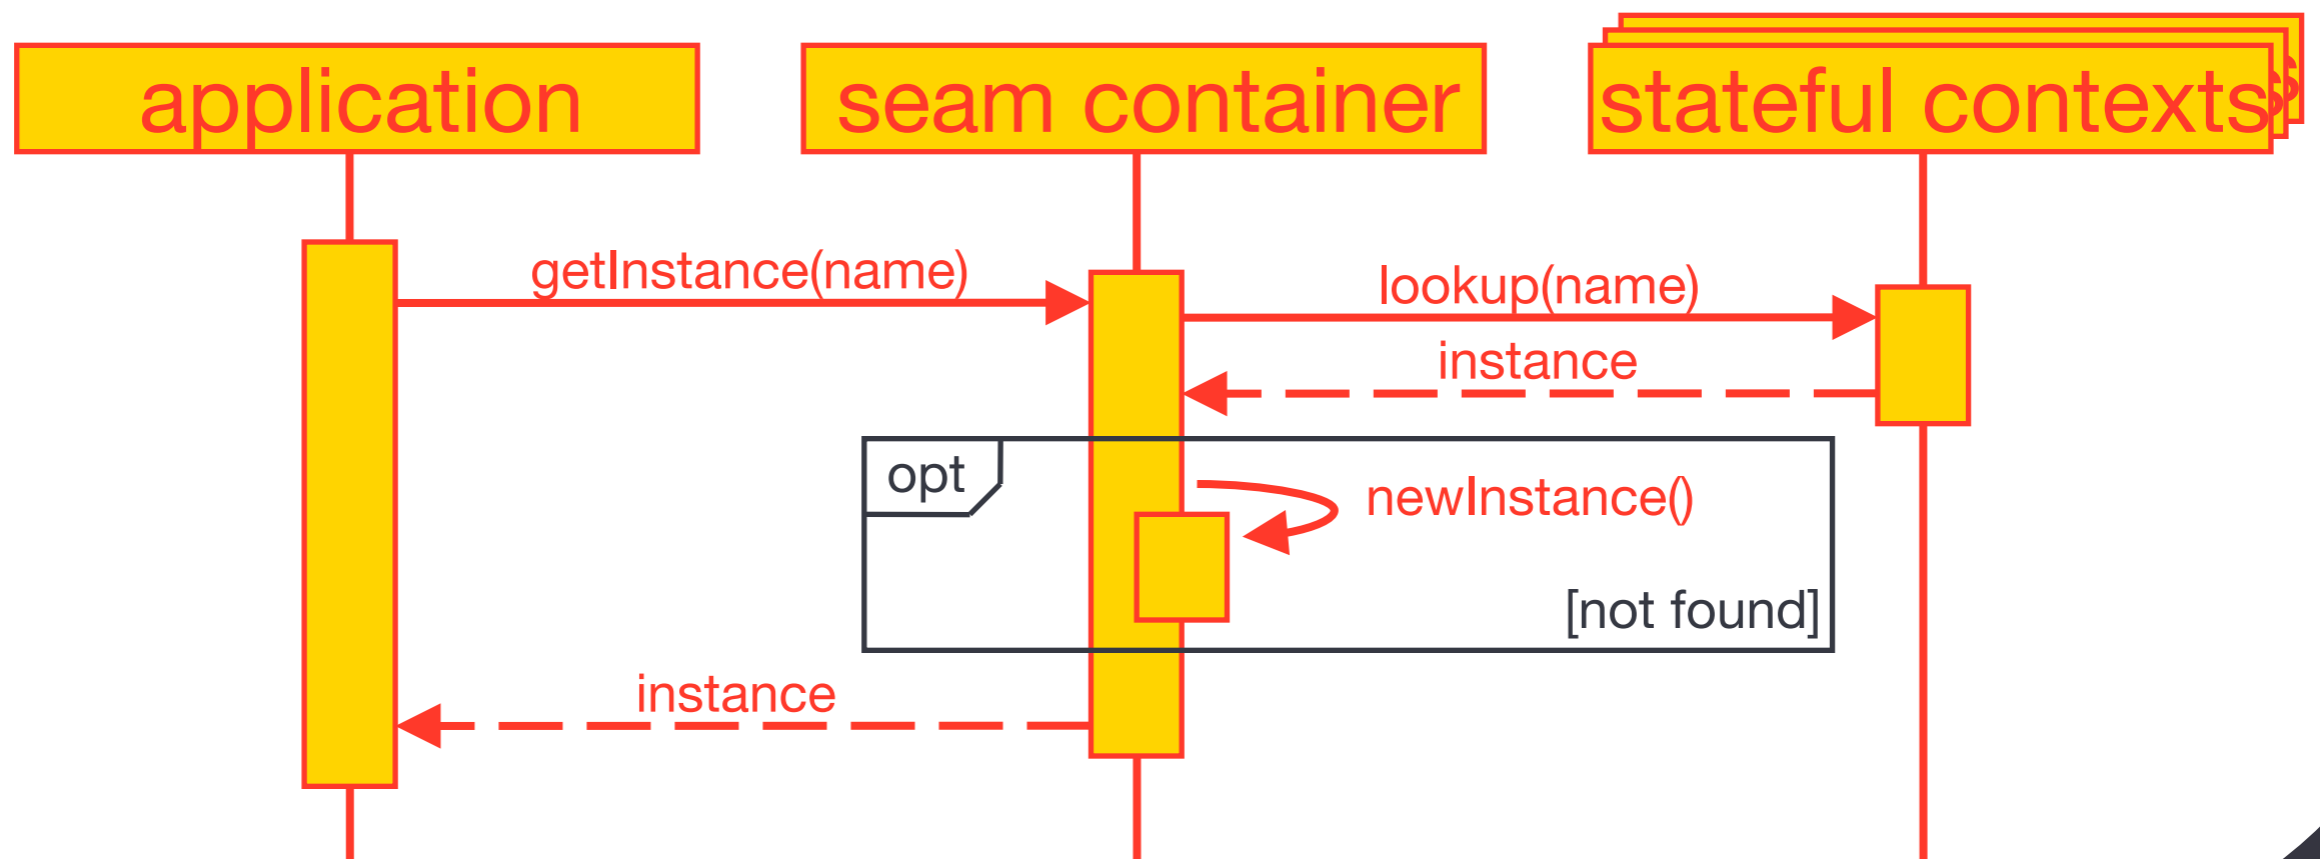 application
seam container
stateful contexts
getInstance(name)
lookup(name)
instance
opt
newInstance()
[not found]
instance